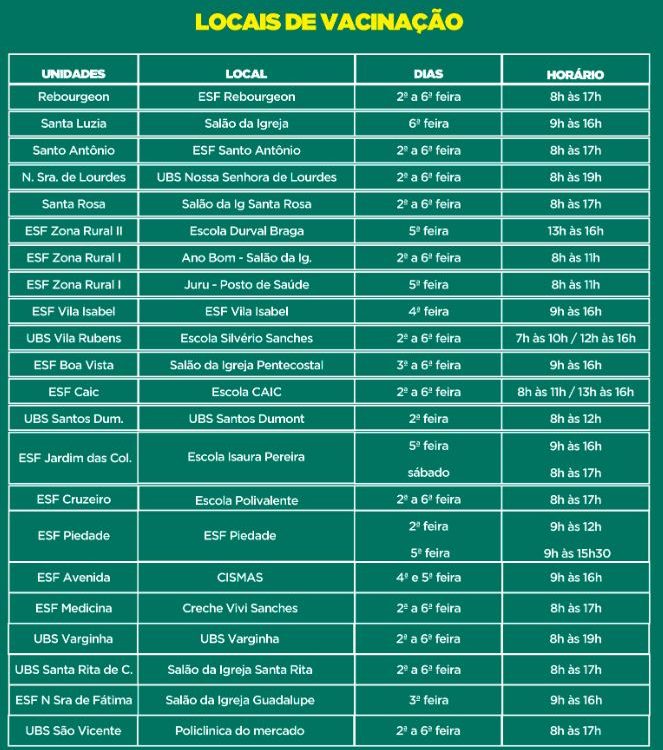 LOCAIS DE VACINAÇÃO
UNIDADES LOCAL DIAS HORÁRIO
Rebourgeon ESF Rebourgeon 2ª a 6ª feira 8h às 17h
Santa Luzia Salão da Igreja 6ª feira 9h às 16h
Santo Antônio ESF Santo Antônio 2ª a 6ª feira 8h às 17h
N. Sra. de Lourdes UBS Nossa Senhora de Lourdes 2ª a 6ª feira 8h às 19h
Santa Rosa Salão da Ig Santa Rosa 2ª a 6ª feira 8h às 17h
ESF Zona Rural II Escola Durval Braga 5ª feira 13h às 16h
ESF Zona Rural I Ano Bom - Salão da Ig. 2ª a 6ª feira 8h às 11h
ESF Zona Rural I Juru - Posto de Saúde 5ª feira 8h às 11h
ESF Vila Isabel ESF Vila Isabel 4ª feira 9h às 16h
UBS Vila Rubens Escola Silvério Sanches 2ª a 6ª feira 7h às 10h / 12h às 16h
ESF Boa Vista Salão da Igreja Pentecostal 3ª a 6ª feira 9h às 16h
ESF Caic Escola CAIC 2ª a 6ª feira 8h às 11h / 13h às 16h
UBS Santos Dum. UBS Santos Dumont 2ª feira 8h às 12h
ESF Jardim das Col. Escola Isaura Pereira 5ª feira 9h às 16h
sábado 8h às 17h
ESF Cruzeiro Escola Polivalente 2ª a 6ª feira 8h às 17h
ESF Piedade ESF Piedade 2ª feira 9h às 12h
5ª feira 9h às 15h30
ESF Avenida CISMAS 4ª e 5ª feira 9h às 16h
ESF Medicina Creche Vivi Sanches 2ª a 6ª feira 8h às 17h
UBS Varginha UBS Varginha 2ª a 6ª feira 8h às 19h
UBS Santa Rita de C. Salão da Igreja Santa Rita 2ª a 6ª feira 8h às 17h
ESF N Sra de Fátima Salão da Igreja Guadalupe 3ª feira 9h às 16h
UBS São Vicente Policlinica do mercado 2ª a 6ª feira 8h às 17h